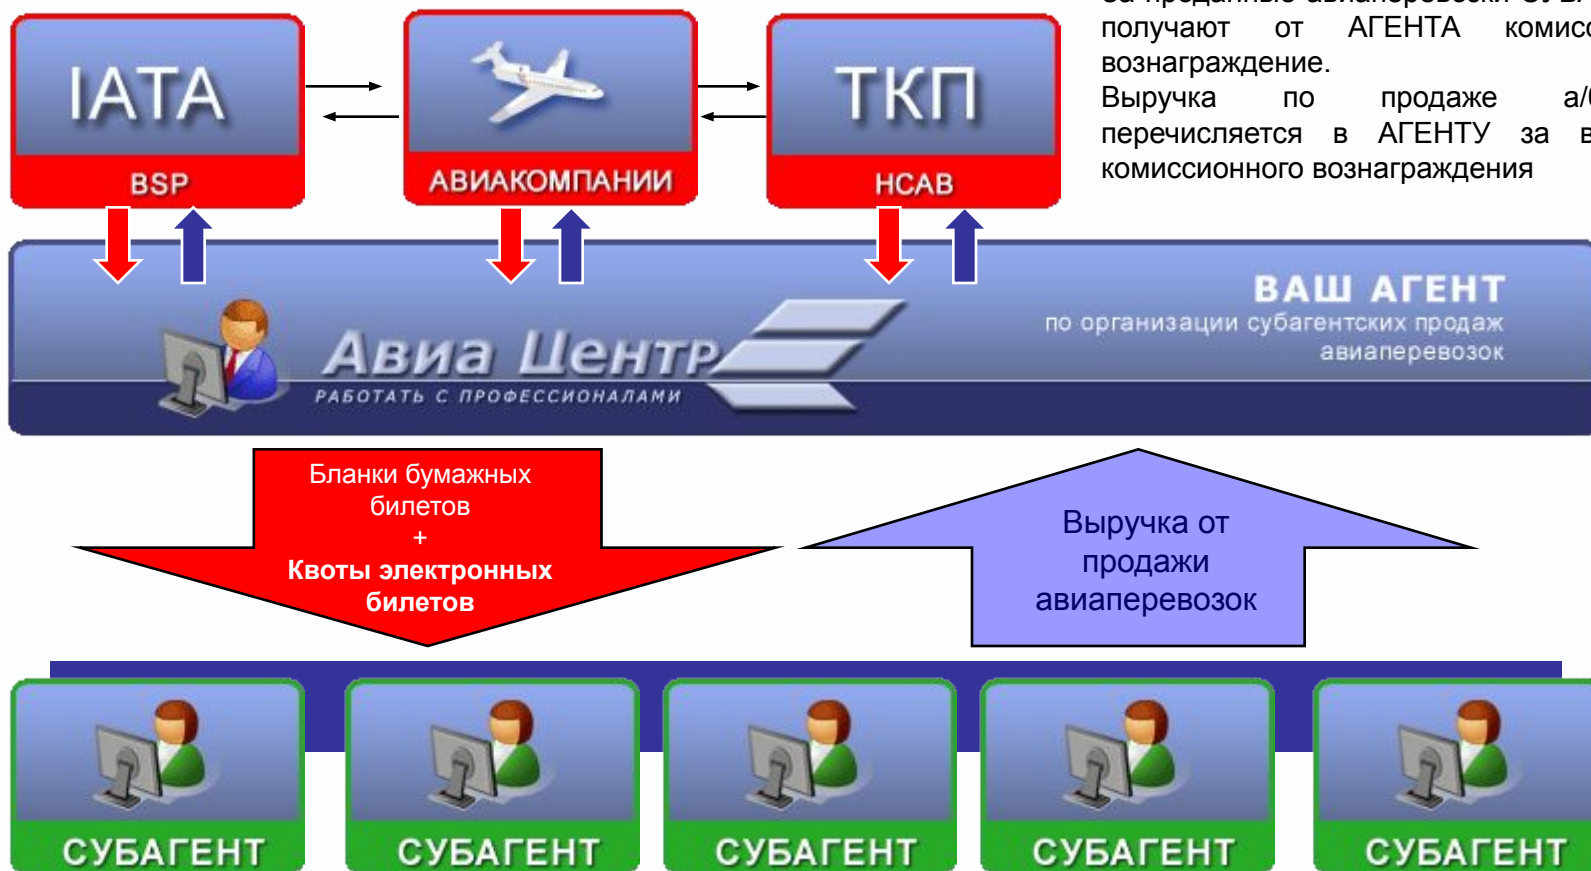 IATA
BSP
АВИАКОМПАНИИ
ТКП
НСАВ
получают от АГЕНТА
вознаграждение.
Выручка по продаже
перечисляется в АГЕНТУ за
комиссионного вознаграждения
ВАШ АГЕНТ
по организации субагентских продаж
авиаперевозок
Авиа Центр
РАБОТАТЬ С ПРОФЕССИОНАЛАМИ
Бланки бумажных
билетов
+
Квоты электронных
билетов
Выручка от
продажи
авиаперевозок
СУБАГЕНТ
СУБАГЕНТ
СУБАГЕНТ
СУБАГЕНТ
СУБАГЕНТ